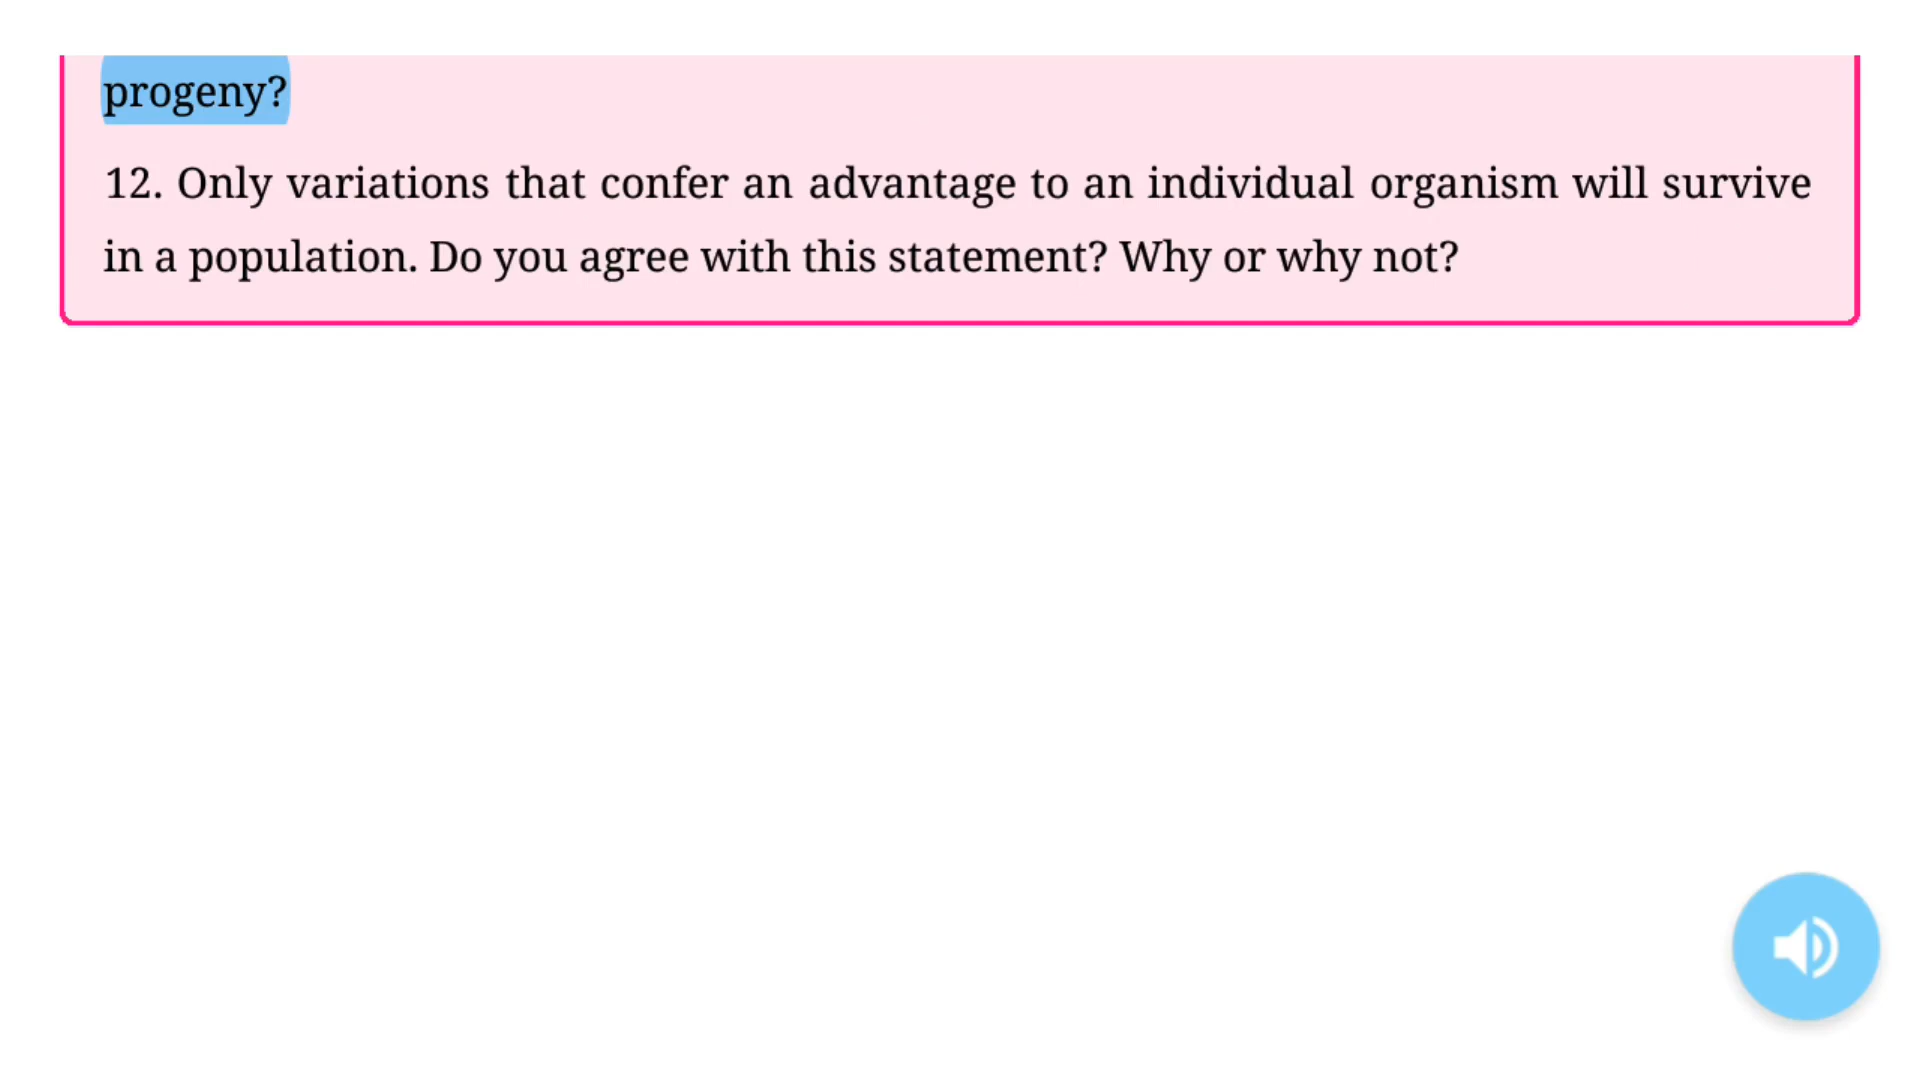 progeny?
12. Only variations that confer an advantage to an individual organism will survive
in a population. Do you agree with this statement? Why or why not?